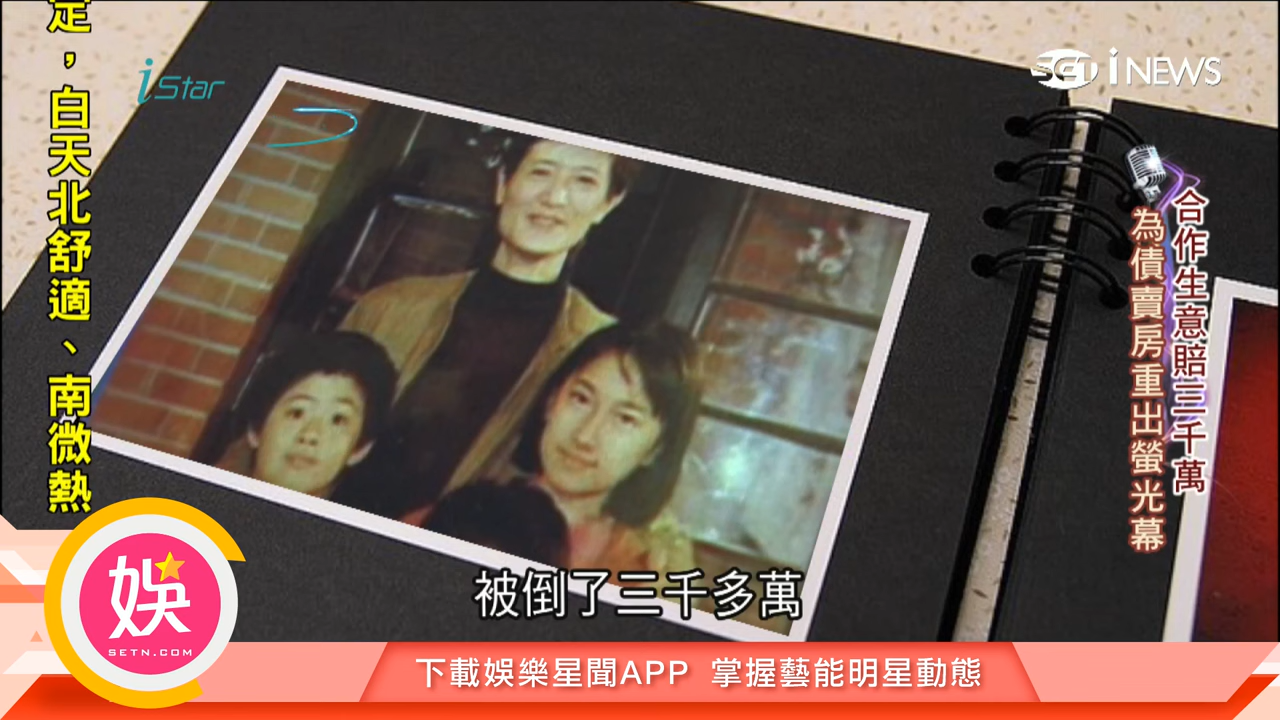 定，白天北舒適、南微熱
iStar
SET iNEWS
合作生意賠三千萬
為債賣房重出螢光幕
被倒了三千多萬
娛
SETN.COM
下載娛樂星聞APP 掌握藝能明星動態